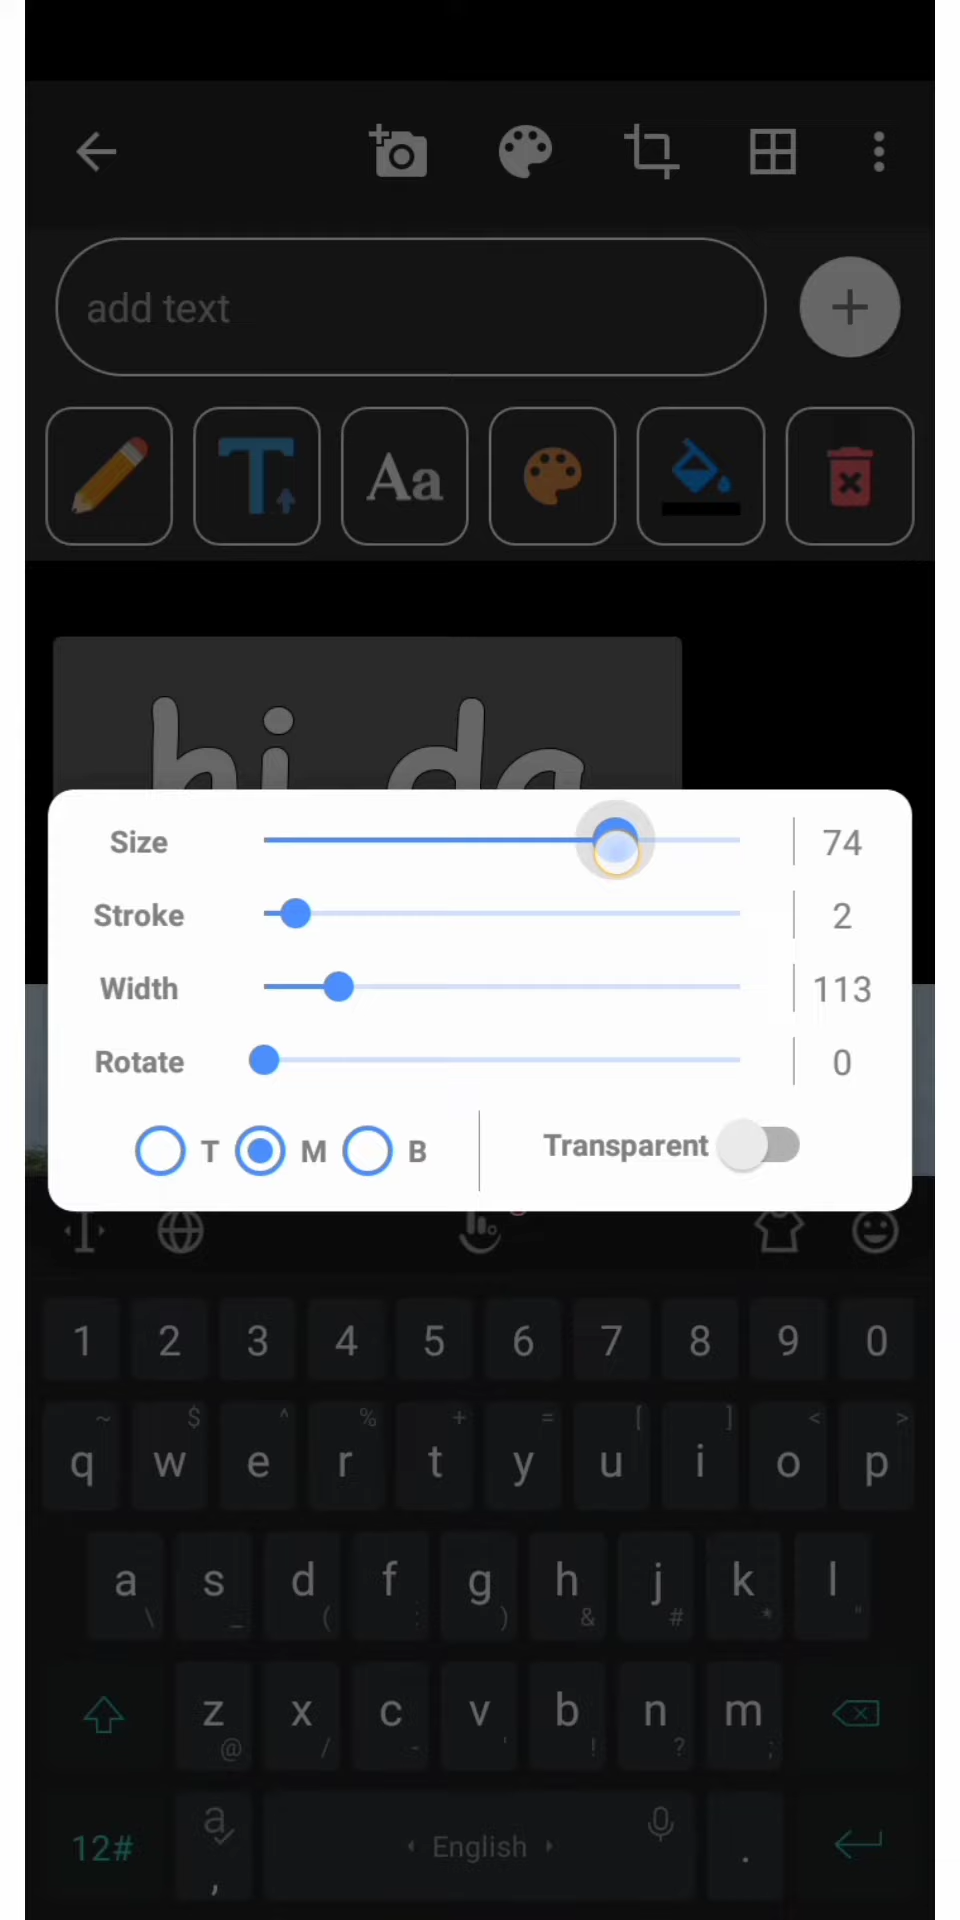 add text
T
Aa
hi da
Size 74
Stroke 2
Width 113
Rotate 0
T M B Transparent
1 2 3 4 5 6 7 8 9 0
~ $ ^ % + = [ ] < >
q w e r t y u i o p
a s d f g h j k l
\ _ ( : ) & # * "
z x c v b n m
@ / - ' ! ? ;
12# a , English .